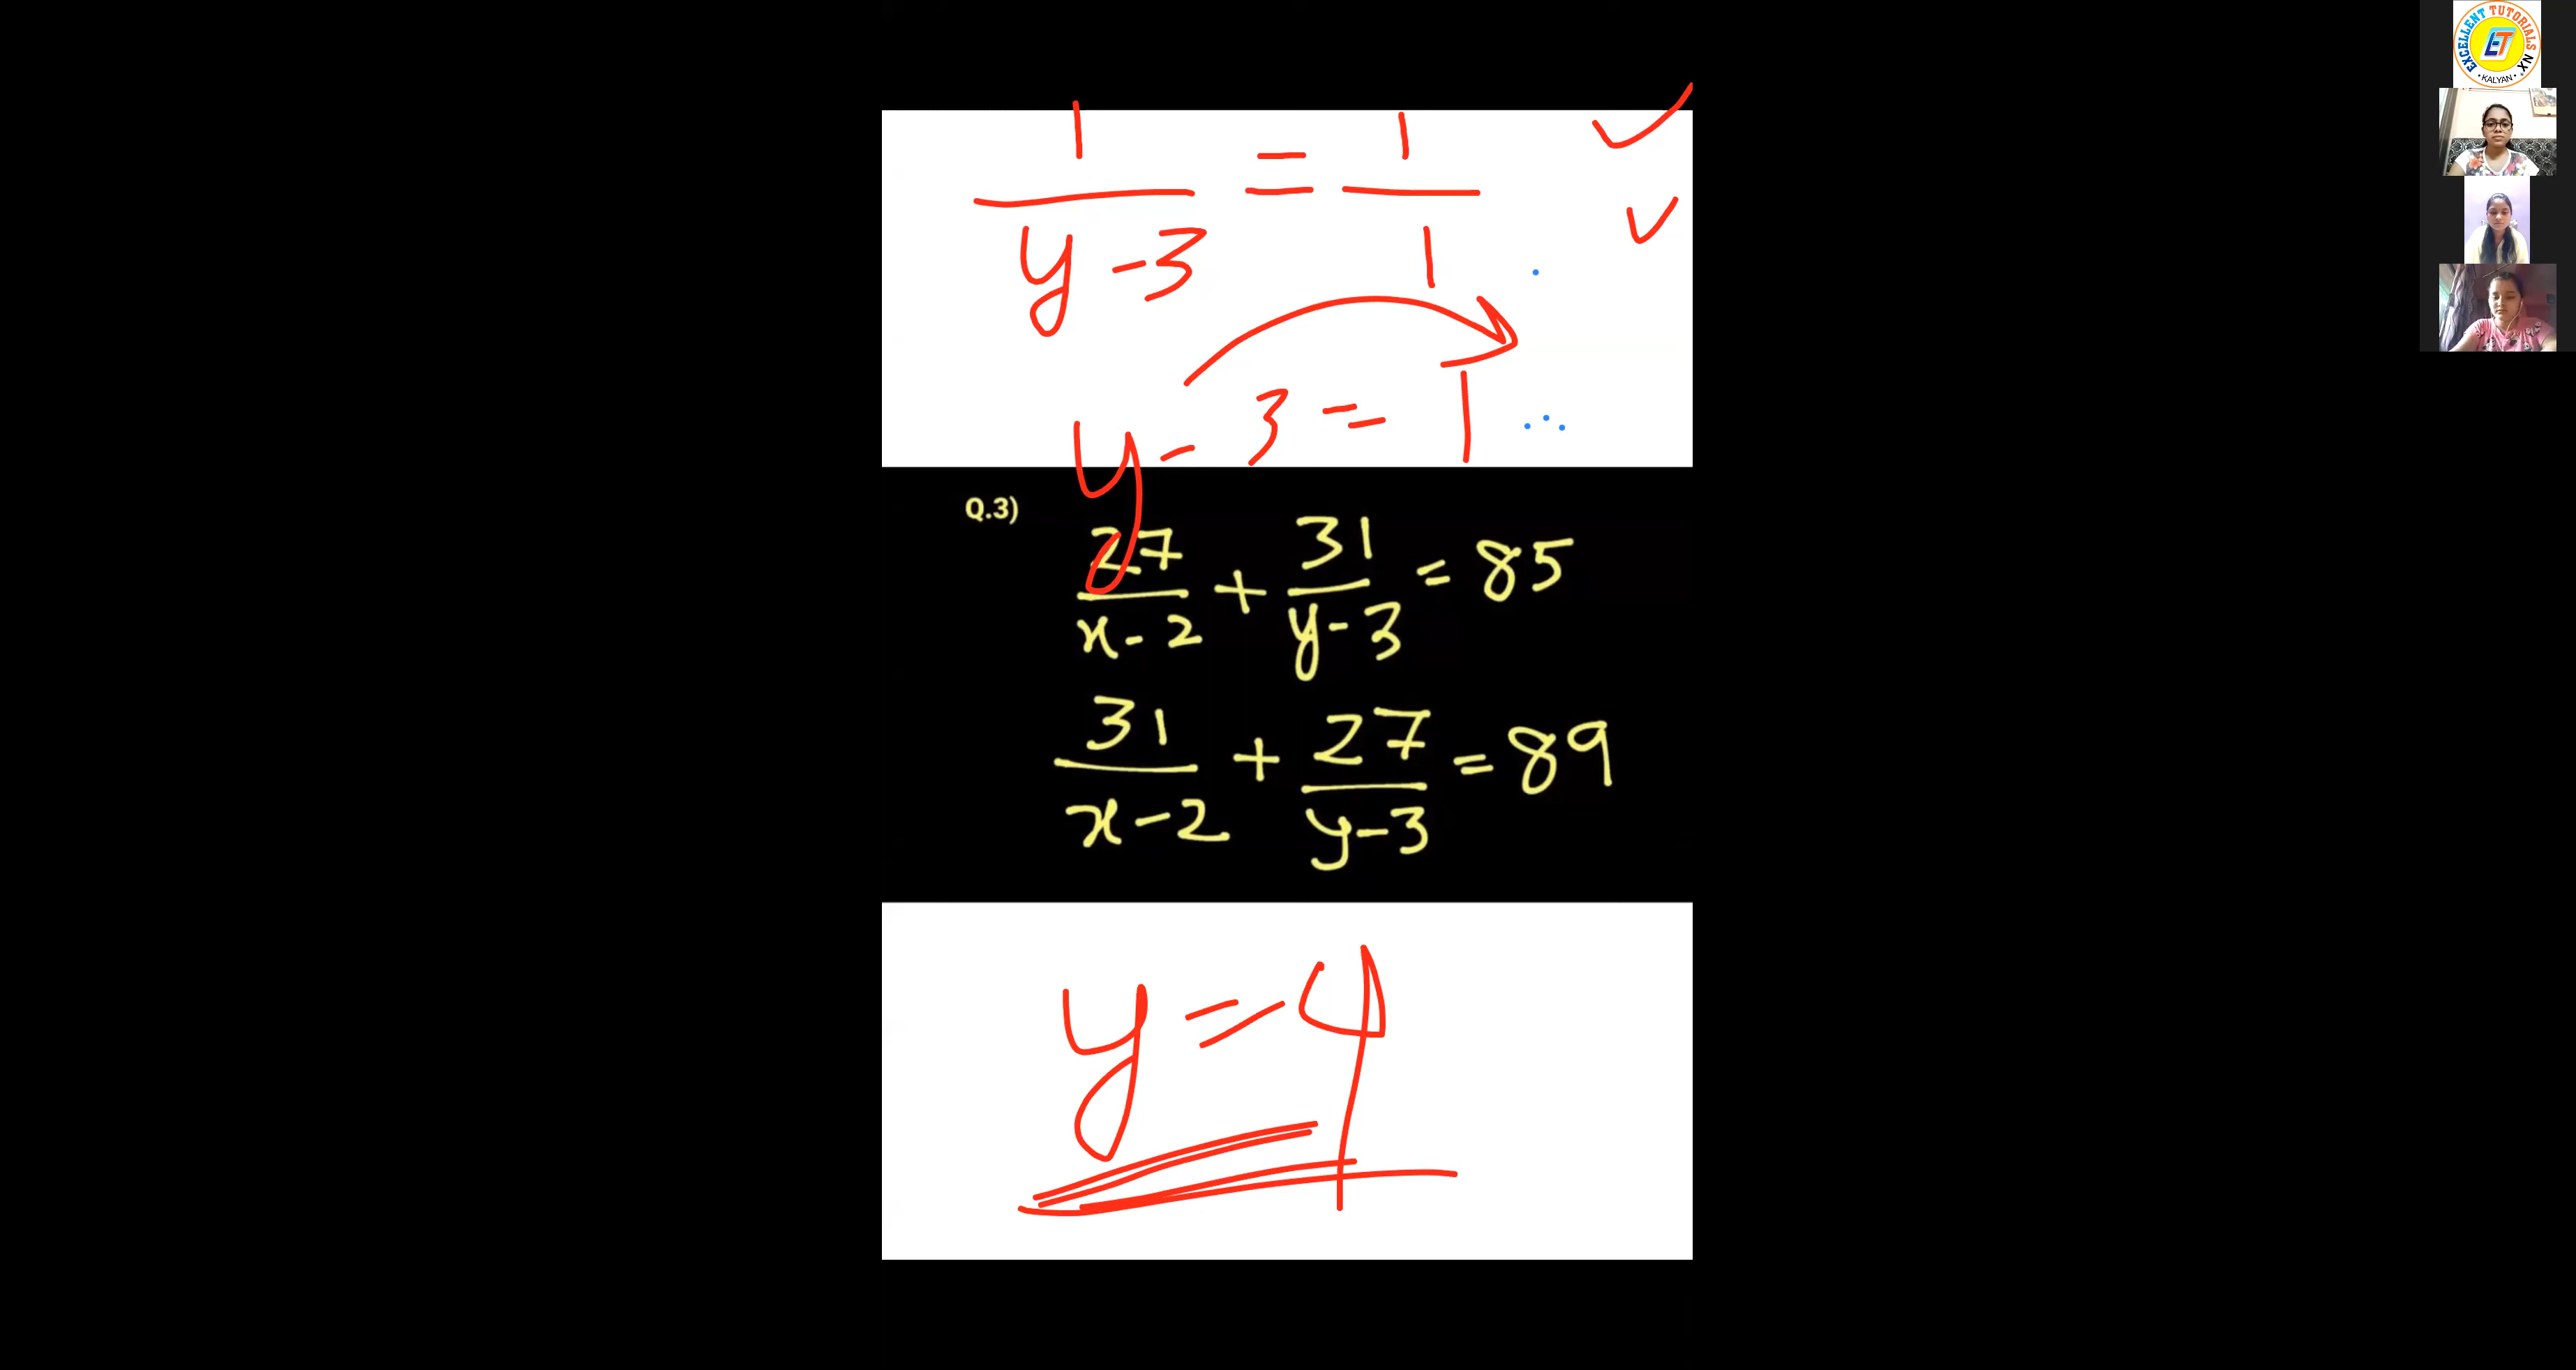 1/(y-3) = 1/1
y - 3 = 1
Q.3)
27/(x-2) + 31/(y-3) = 85
31/(x-2) + 27/(y-3) = 89
y = 4
EXCELLENT TUTORIALS NX.
ET
• KALYAN •